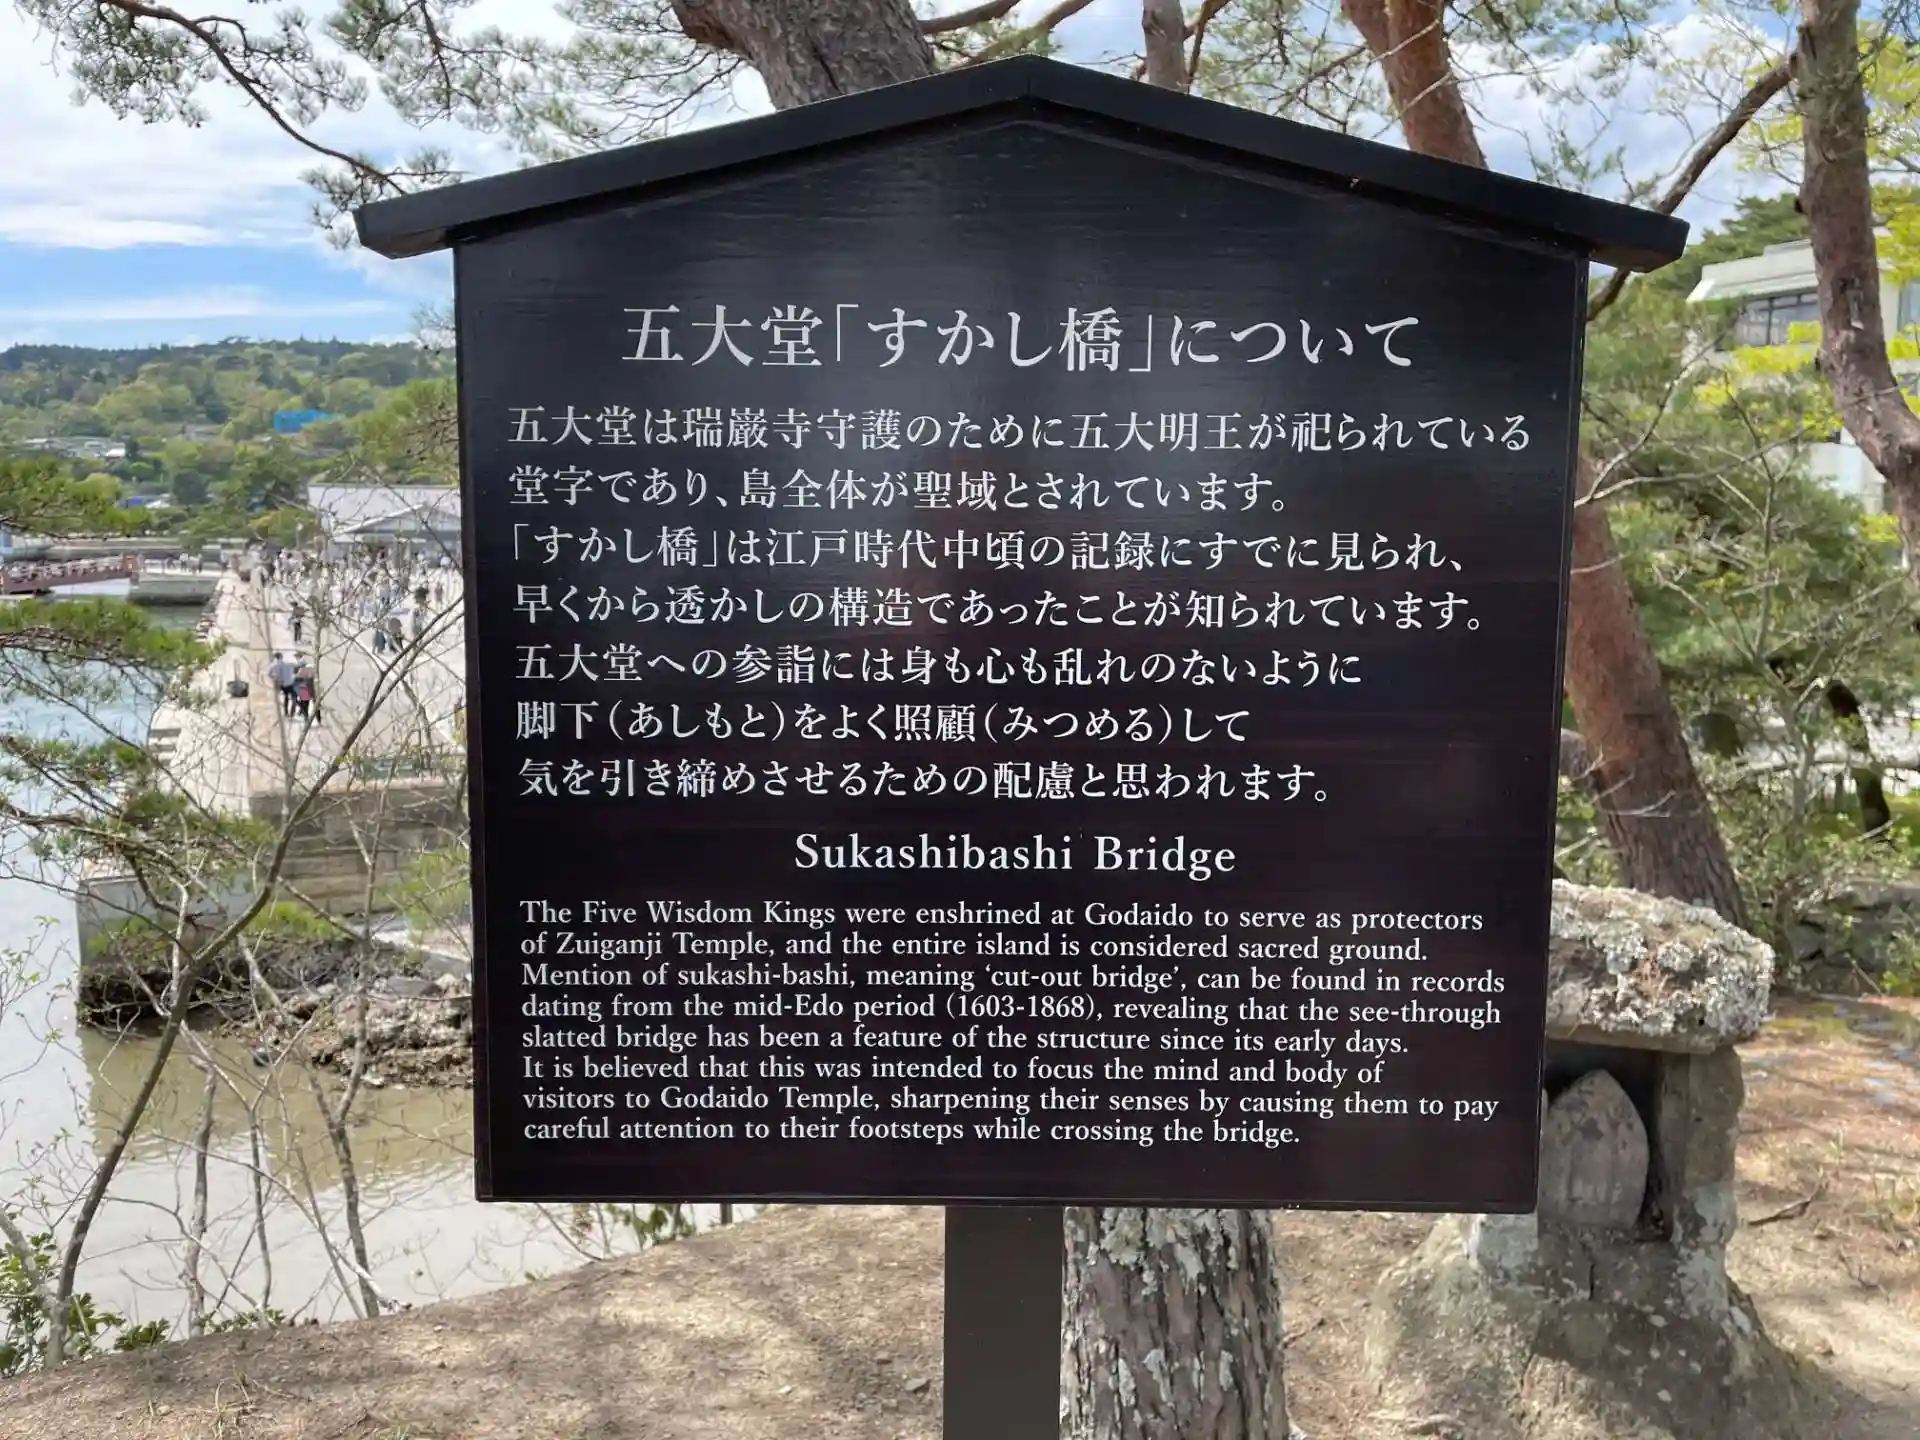 五大堂「すかし橋」について
五大堂は瑞巌寺守護のために五大明王が祀られている
堂字であり、島全体が聖域とされています。
「すかし橋」は江戸時代中頃の記録にすでに見られ、
早くから透かしの構造であったことが知られています。
五大堂への参詣には身も心も乱れのないように
脚下（あしもと）をよく照顧（みつめる）して
気を引き締めさせるための配慮と思われます。
Sukashibashi Bridge
The Five Wisdom Kings were enshrined at Godaido to serve as protectors
of Zuiganji Temple, and the entire island is considered sacred ground.
Mention of sukashi-bashi, meaning ‘cut-out bridge’, can be found in records
dating from the mid-Edo period (1603-1868), revealing that the see-through
slatted bridge has been a feature of the structure since its early days.
It is believed that this was intended to focus the mind and body of
visitors to Godaido Temple, sharpening their senses by causing them to pay
careful attention to their footsteps while crossing the bridge.